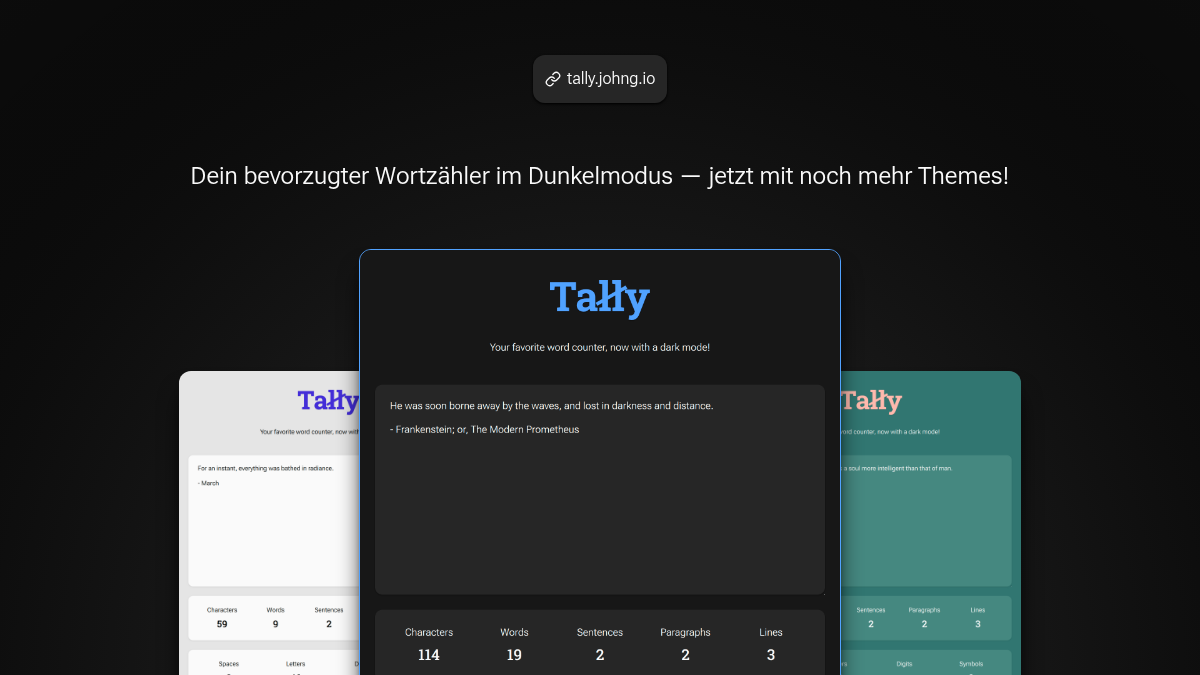 tally.johng.io
Dein bevorzugter Wortzähler im Dunkelmodus — jetzt mit noch mehr Themes!
Tally
Your favorite word counter, now with a dark mode!
He was soon borne away by the waves, and lost in darkness and distance.
- Frankenstein; or, The Modern Prometheus
Characters Words Sentences Paragraphs Lines
114 19 2 2 3
Tally
Your favorite word counter, now with
For an instant, everything was bathed in radiance.
- March
Characters Words Sentences
59 9 2
Spaces Letters
Tally
word counter, now with a dark mode!
a soul more intelligent than that of man.
Sentences Paragraphs Lines
2 2 3
Digits Symbols